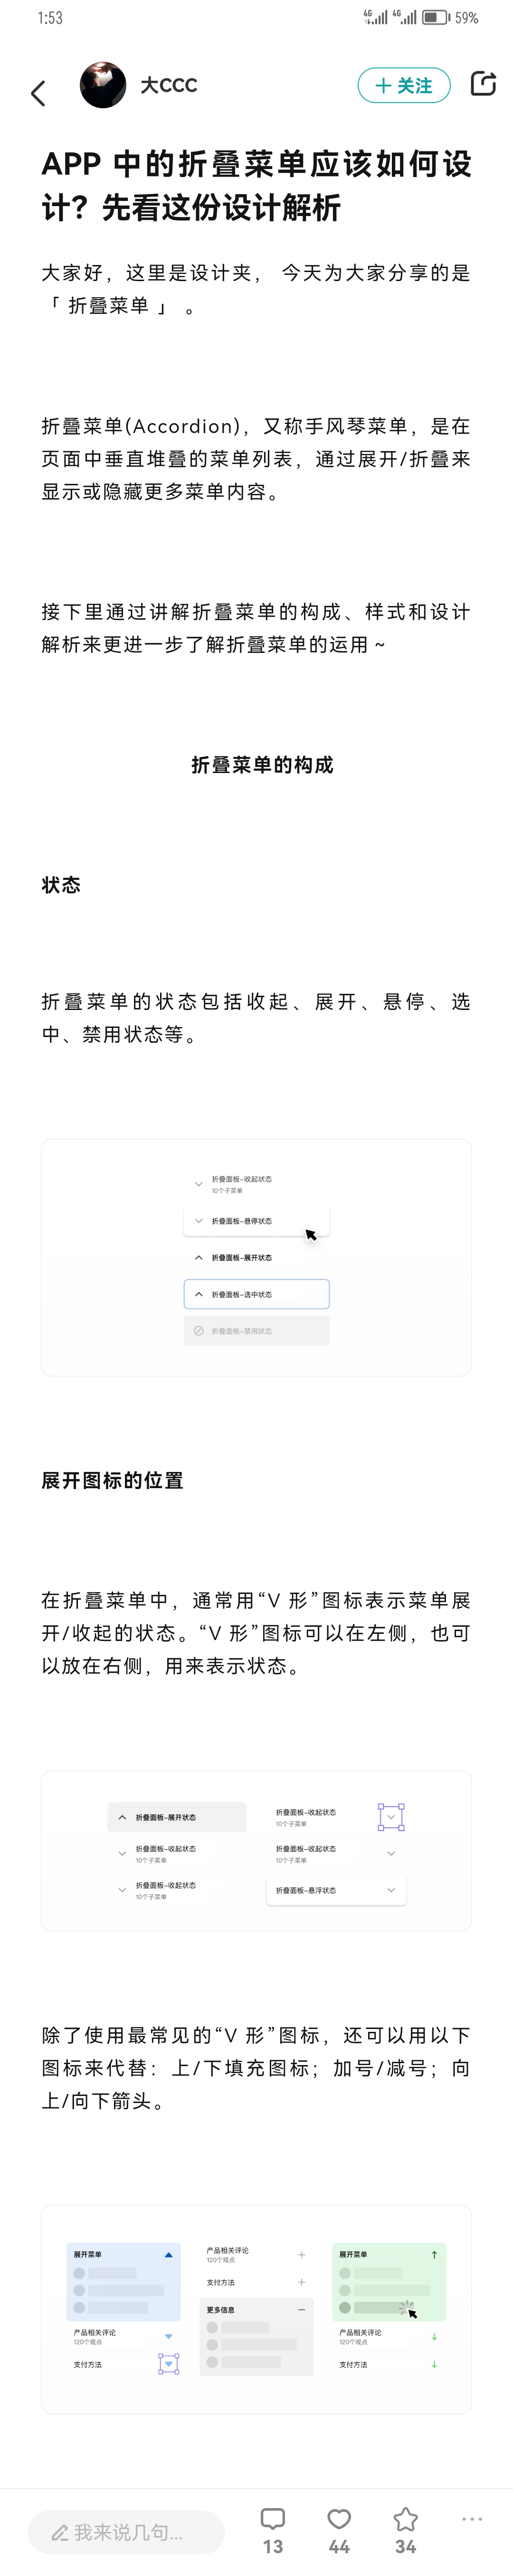 1:53
4G 4G 59%
大CCC
关注
APP 中的折叠菜单应该如何设
计？先看这份设计解析
大家好，这里是设计夹， 今天为大家分享的是
「 折叠菜单 」 。
折叠菜单(Accordion)，又称手风琴菜单，是在
页面中垂直堆叠的菜单列表，通过展开/折叠来
显示或隐藏更多菜单内容。
接下里通过讲解折叠菜单的构成、样式和设计
解析来更进一步了解折叠菜单的运用 ~
折叠菜单的构成
状态
折叠菜单的状态包括收起、展开、悬停、选
中、禁用状态等。
折叠面板-收起状态
10个子菜单
折叠面板-悬停状态
折叠面板-展开状态
折叠面板-选中状态
折叠面板-禁用状态
展开图标的位置
在折叠菜单中，通常用“V 形”图标表示菜单展
开/收起的状态。“V 形”图标可以在左侧，也可
以放在右侧，用来表示状态。
折叠面板-展开状态
折叠面板-收起状态
10个子菜单
折叠面板-收起状态
10个子菜单
折叠面板-收起状态
10个子菜单
折叠面板-收起状态
10个子菜单
折叠面板-悬浮状态
除了使用最常见的“V 形”图标，还可以用以下
图标来代替：上/下填充图标；加号/减号；向
上/向下箭头。
展开菜单
产品相关评论
120个观点
支付方法
产品相关评论
120个观点
支付方法
更多信息
展开菜单
产品相关评论
120个观点
支付方法
我来说几句...
13 44 34